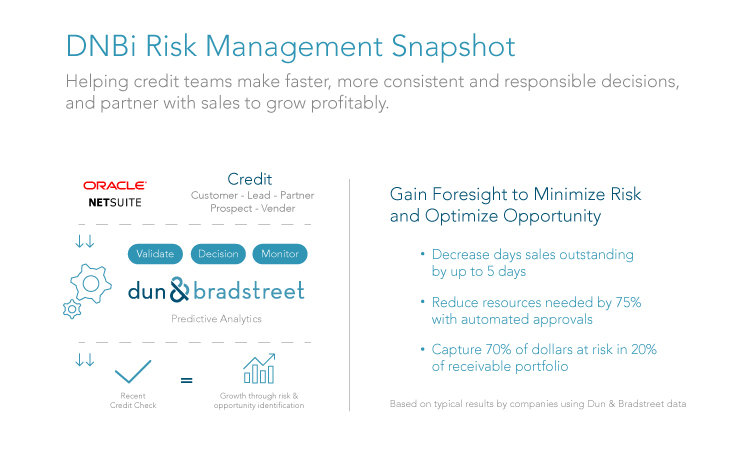 DNBi Risk Management Snapshot
Helping credit teams make faster, more consistent and responsible decisions,
and partner with sales to grow profitably.
ORACLE®
NETSUITE
Credit
Customer - Lead - Partner
Prospect - Vender
Validate
Decision
Monitor
dun & bradstreet
Predictive Analytics
Recent
Credit Check
=
Growth through risk &
opportunity identification
Gain Foresight to Minimize Risk
and Optimize Opportunity
• Decrease days sales outstanding
by up to 5 days
• Reduce resources needed by 75%
with automated approvals
• Capture 70% of dollars at risk in 20%
of receivable portfolio
Based on typical results by companies using Dun & Bradstreet data